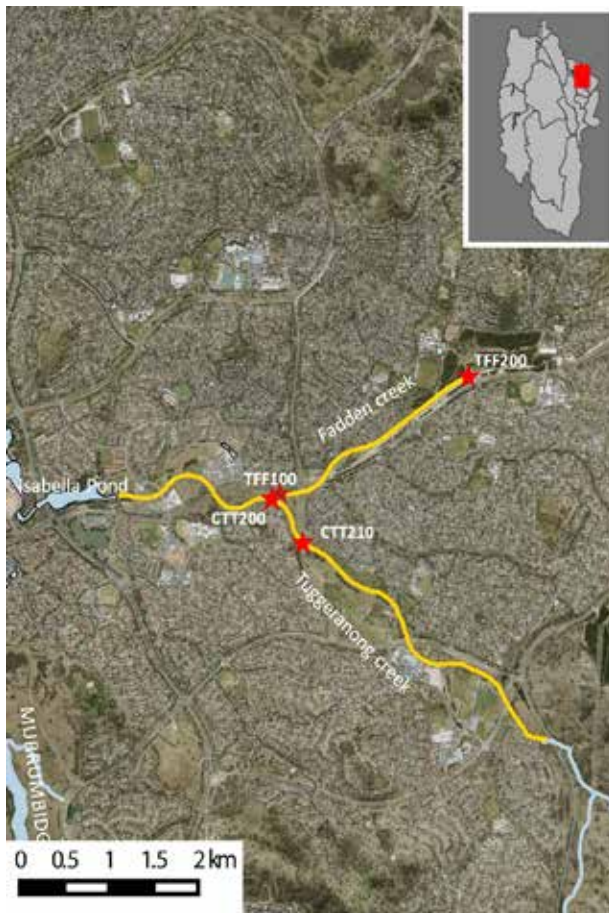 TFF200
Fadden creek
Isabella Pond
TFF100
CTT200
CTT210
Tuggeranong creek
MURRUMBIDG
0 0.5 1 1.5 2 km